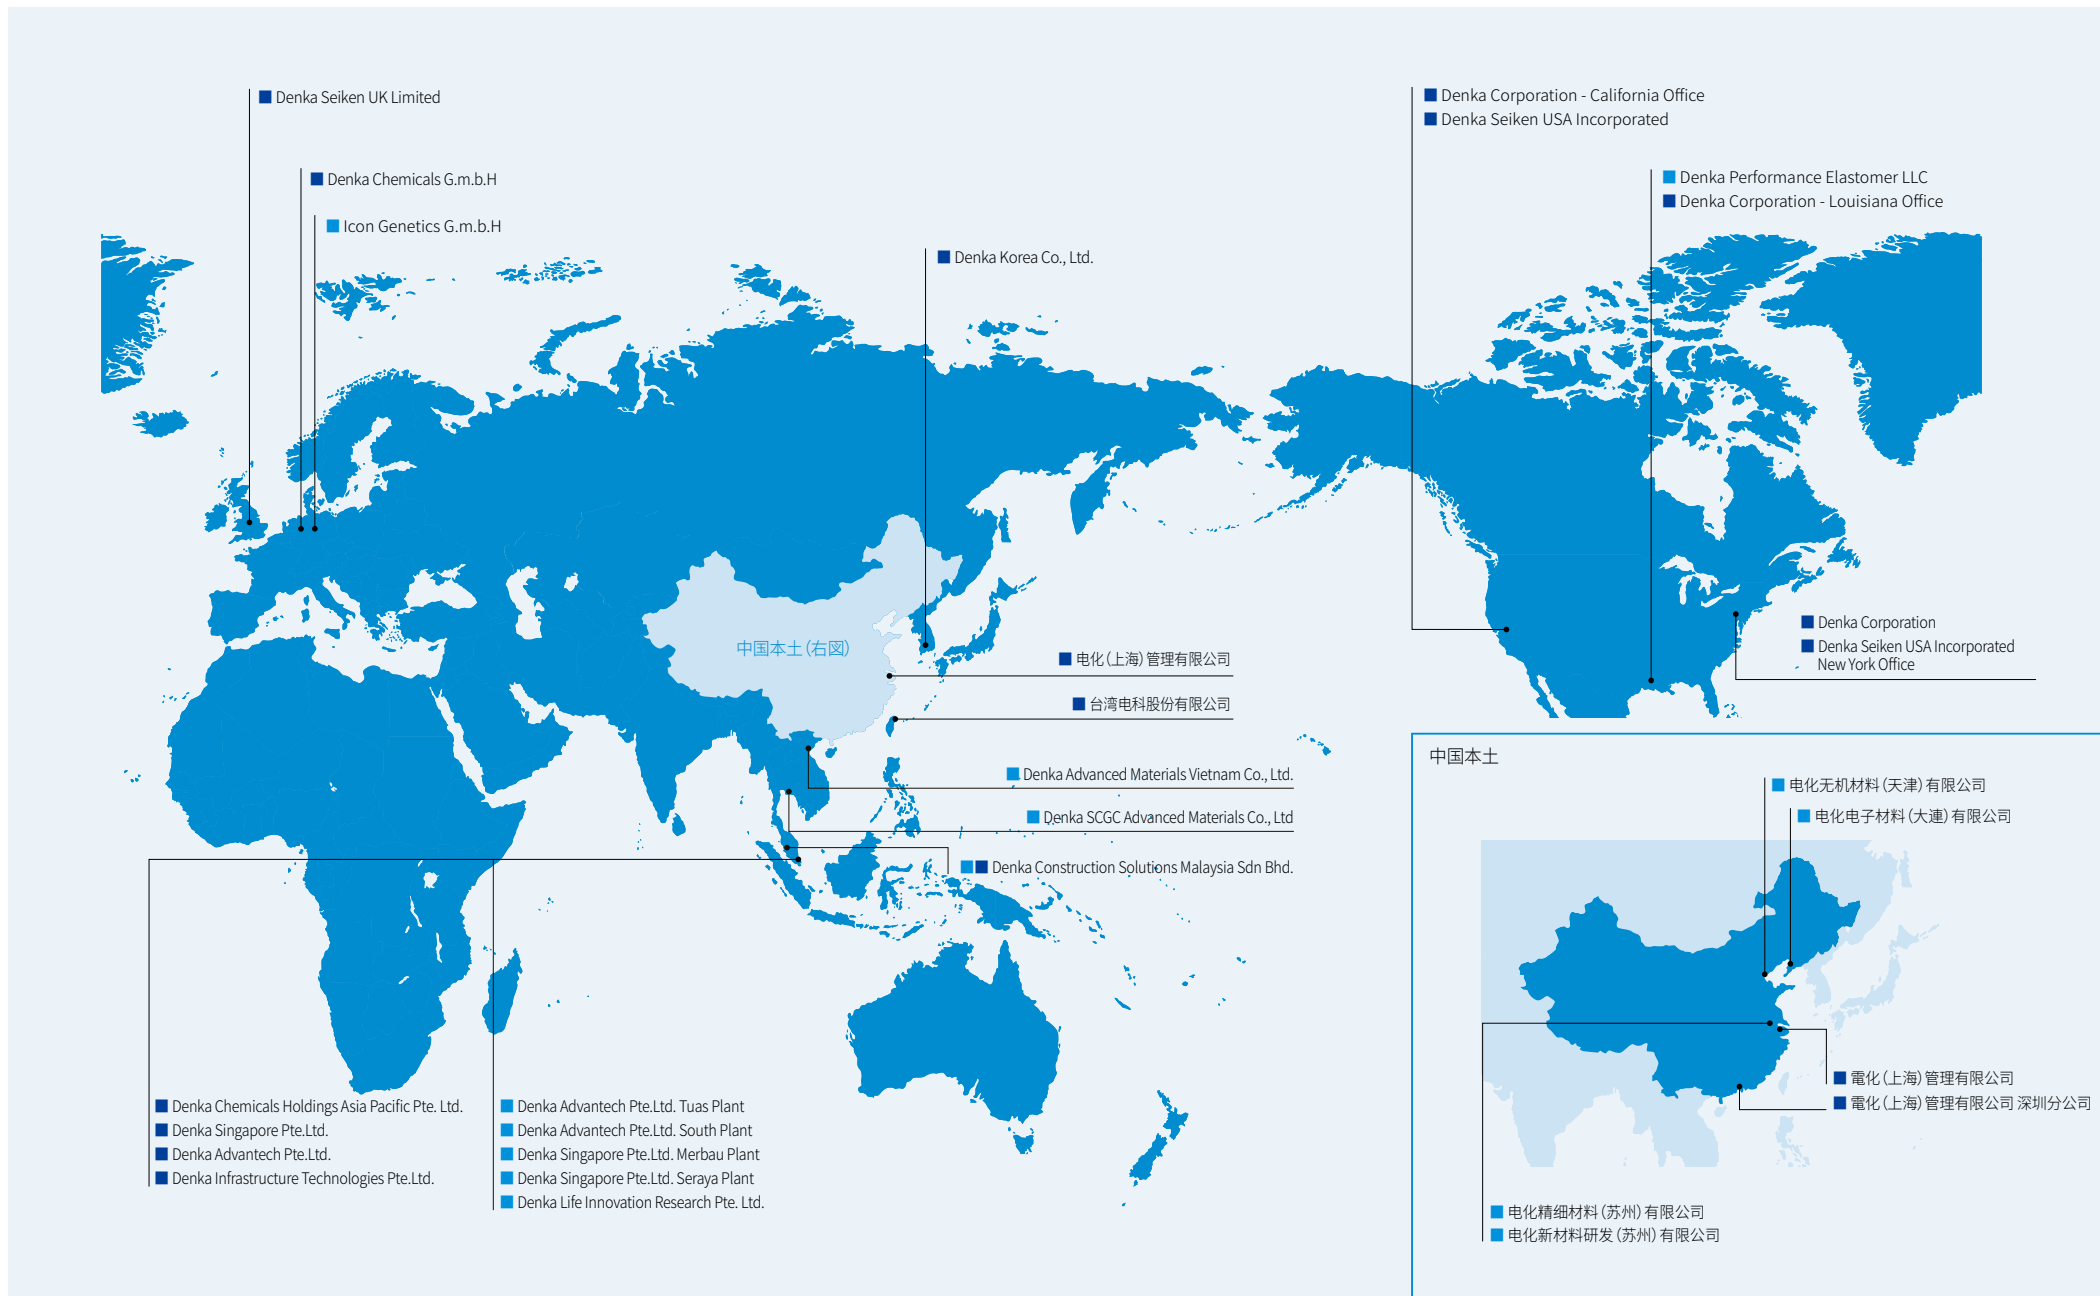 Denka Seiken UK Limited
Denka Chemicals G.m.b.H
Icon Genetics G.m.b.H
Denka Korea Co., Ltd.
Denka Corporation - California Office
Denka Seiken USA Incorporated
Denka Performance Elastomer LLC
Denka Corporation - Louisiana Office
Denka Corporation
Denka Seiken USA Incorporated
New York Office
中国本土（右図）
电化（上海）管理有限公司
台湾电科股份有限公司
Denka Advanced Materials Vietnam Co., Ltd.
Denka SCGC Advanced Materials Co., Ltd
Denka Construction Solutions Malaysia Sdn Bhd.
Denka Chemicals Holdings Asia Pacific Pte. Ltd.
Denka Singapore Pte.Ltd.
Denka Advantech Pte.Ltd.
Denka Infrastructure Technologies Pte.Ltd.
Denka Advantech Pte.Ltd. Tuas Plant
Denka Advantech Pte.Ltd. South Plant
Denka Singapore Pte.Ltd. Merbau Plant
Denka Singapore Pte.Ltd. Seraya Plant
Denka Life Innovation Research Pte. Ltd.
中国本土
电化无机材料（天津）有限公司
电化电子材料（大連）有限公司
電化（上海）管理有限公司
電化（上海）管理有限公司 深圳分公司
电化精细材料（苏州）有限公司
电化新材料研发（苏州）有限公司